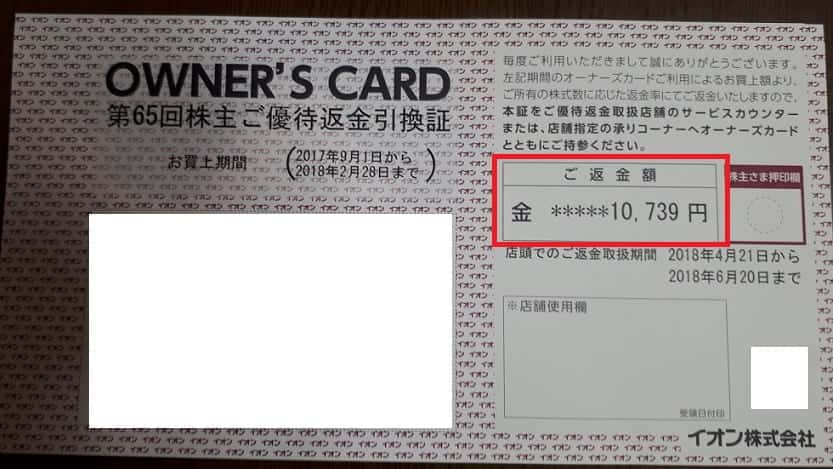 OWNER'S CARD
第65回株主ご優待返金引換証
お買上期間
(2017年9月1日から
2018年2月28日まで)
毎度ご利用いただきまして誠にありがとうございます。
左記期間のオーナーズカードご利用によるお買上額より、
ご所有の株式数に応じた返金率にてご返金いたしますので、
本証をご優待返金取扱店舗のサービスカウンター
または、店舗指定の承りコーナーへオーナーズカード
とともにご持参ください。
ご返金額
金 *****10,739 円
株主さま押印欄
店頭でのご返金取扱期間 2018年4月21日から
2018年6月20日まで
※店舗使用欄
受領日付印
イオン株式会社